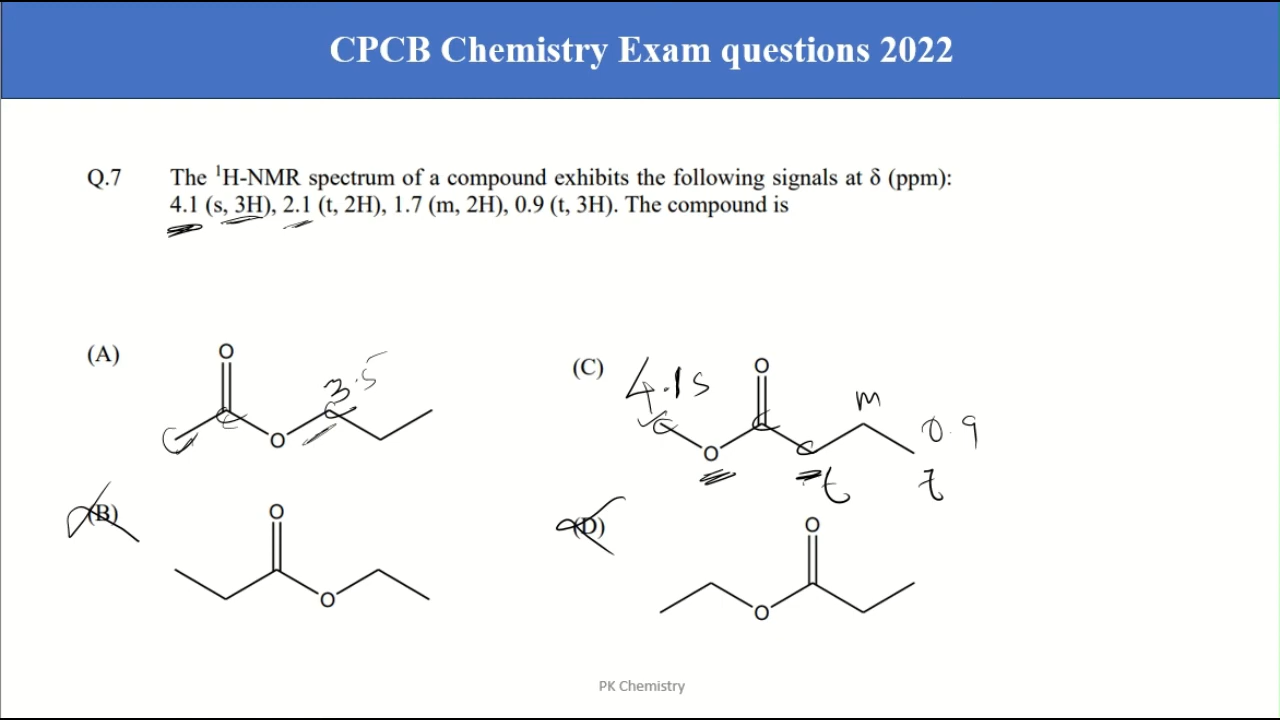 CPCB Chemistry Exam questions 2022
Q.7 The ¹H-NMR spectrum of a compound exhibits the following signals at δ (ppm):
4.1 (s, 3H), 2.1 (t, 2H), 1.7 (m, 2H), 0.9 (t, 3H). The compound is
(A)
O
O
3.5
(C)
O
O
4.1 s
m
0.9
t
t
(B)
O
O
(D)
O
O
PK Chemistry